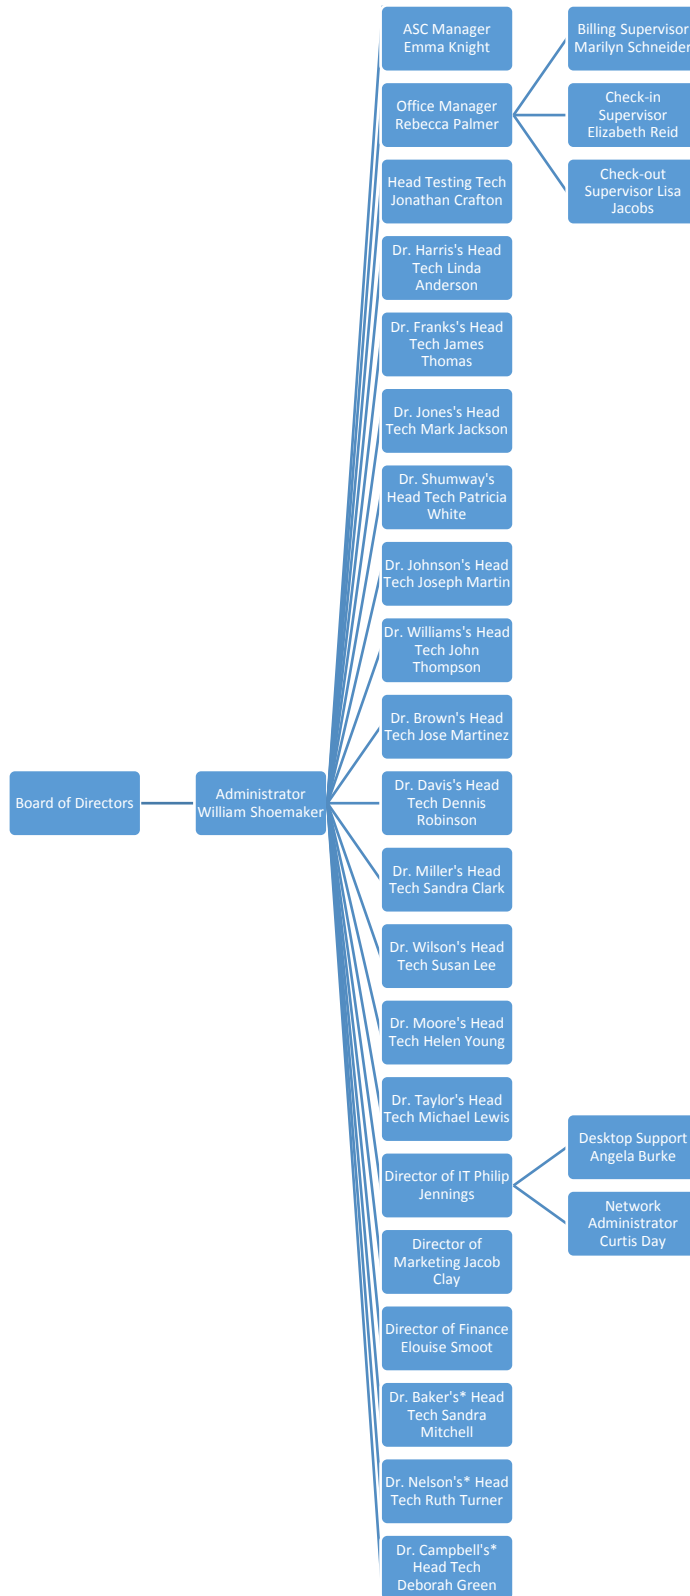 ASC Manager
Emma Knight
Billing Supervisor
Marilyn Schneider
Office Manager
Rebecca Palmer
Check-in
Supervisor
Elizabeth Reid
Head Testing Tech
Jonathan Crafton
Check-out
Supervisor Lisa
Jacobs
Dr. Harris's Head
Tech Linda
Anderson
Dr. Franks's Head
Tech James
Thomas
Dr. Jones's Head
Tech Mark Jackson
Dr. Shumway's
Head Tech Patricia
White
Dr. Johnson's Head
Tech Joseph Martin
Dr. Williams's Head
Tech John
Thompson
Dr. Brown's Head
Tech Jose Martinez
Board of Directors
Administrator
William Shoemaker
Dr. Davis's Head
Tech Dennis
Robinson
Dr. Miller's Head
Tech Sandra Clark
Dr. Wilson's Head
Tech Susan Lee
Dr. Moore's Head
Tech Helen Young
Dr. Taylor's Head
Tech Michael Lewis
Desktop Support
Angela Burke
Director of IT Philip
Jennings
Network
Administrator
Curtis Day
Director of
Marketing Jacob
Clay
Director of Finance
Elouise Smoot
Dr. Baker's* Head
Tech Sandra
Mitchell
Dr. Nelson's* Head
Tech Ruth Turner
Dr. Campbell's*
Head Tech
Deborah Green